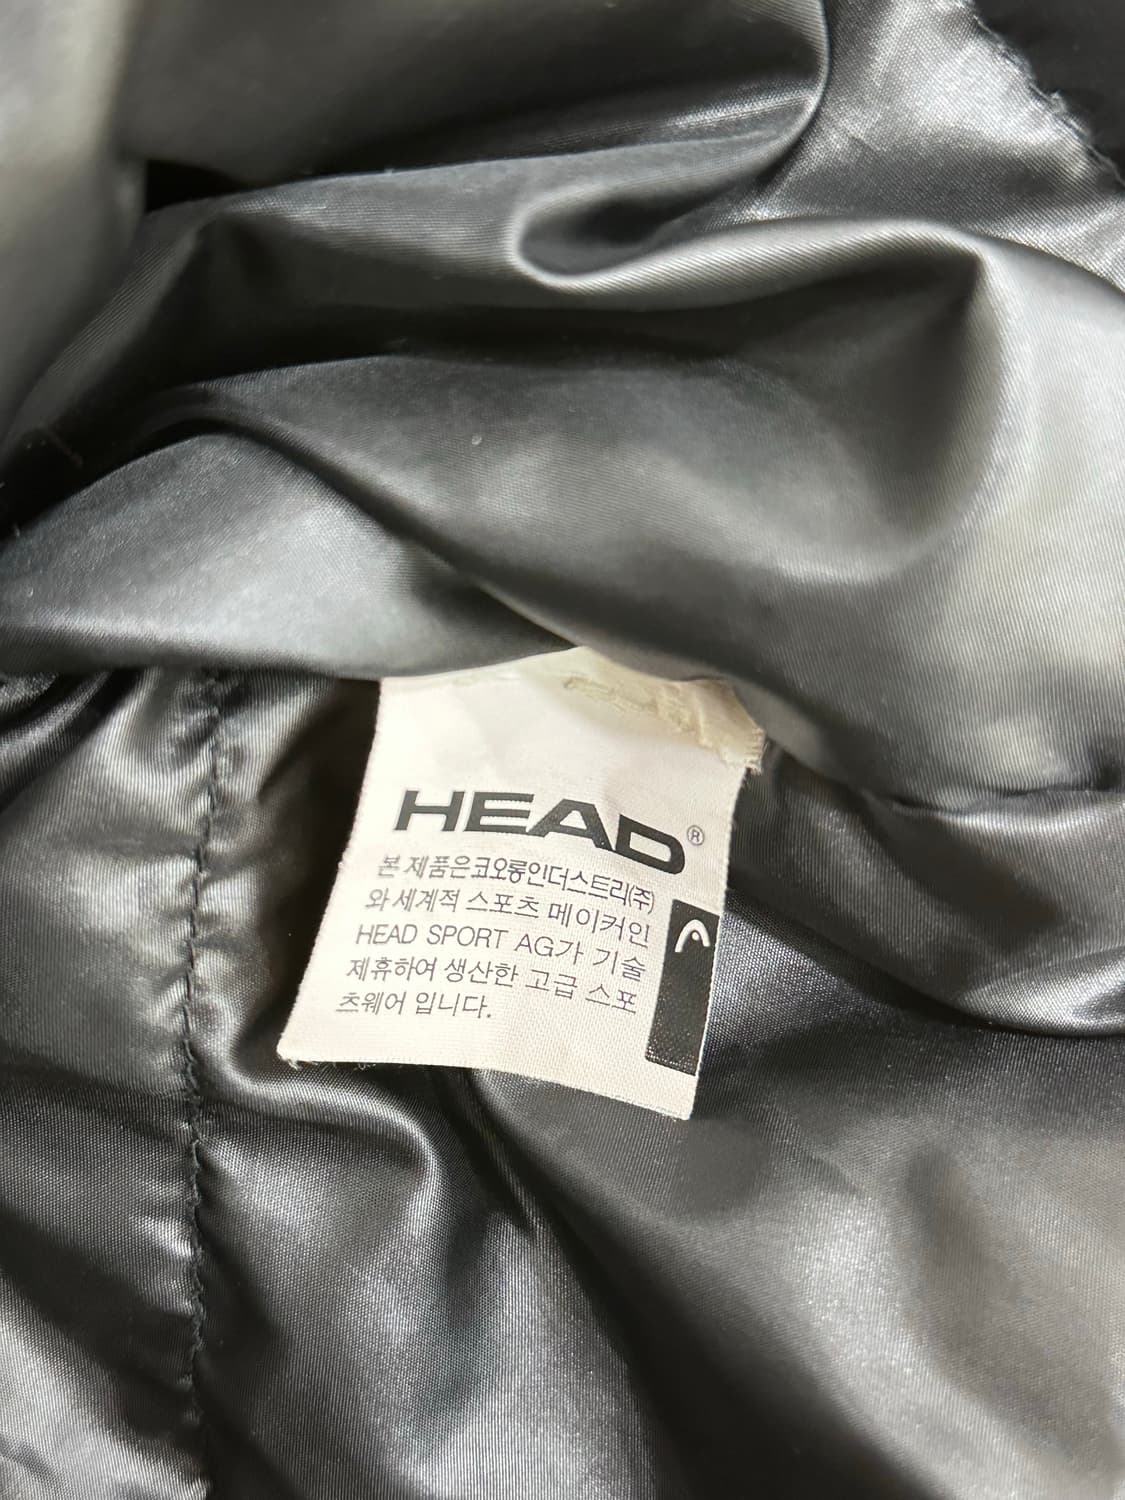 HEAD®
본 제품은코오롱인더스트리(주)
와 세계적 스포츠 메이커인
HEAD SPORT AG가 기술
제휴하여 생산한 고급 스포
츠웨어 입니다.